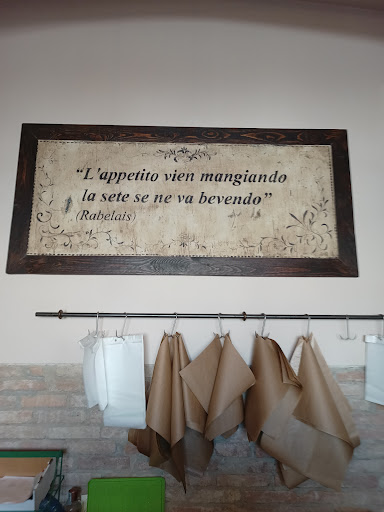 “L'appetito vien mangiando
la sete se ne va bevendo”
(Rabelais)